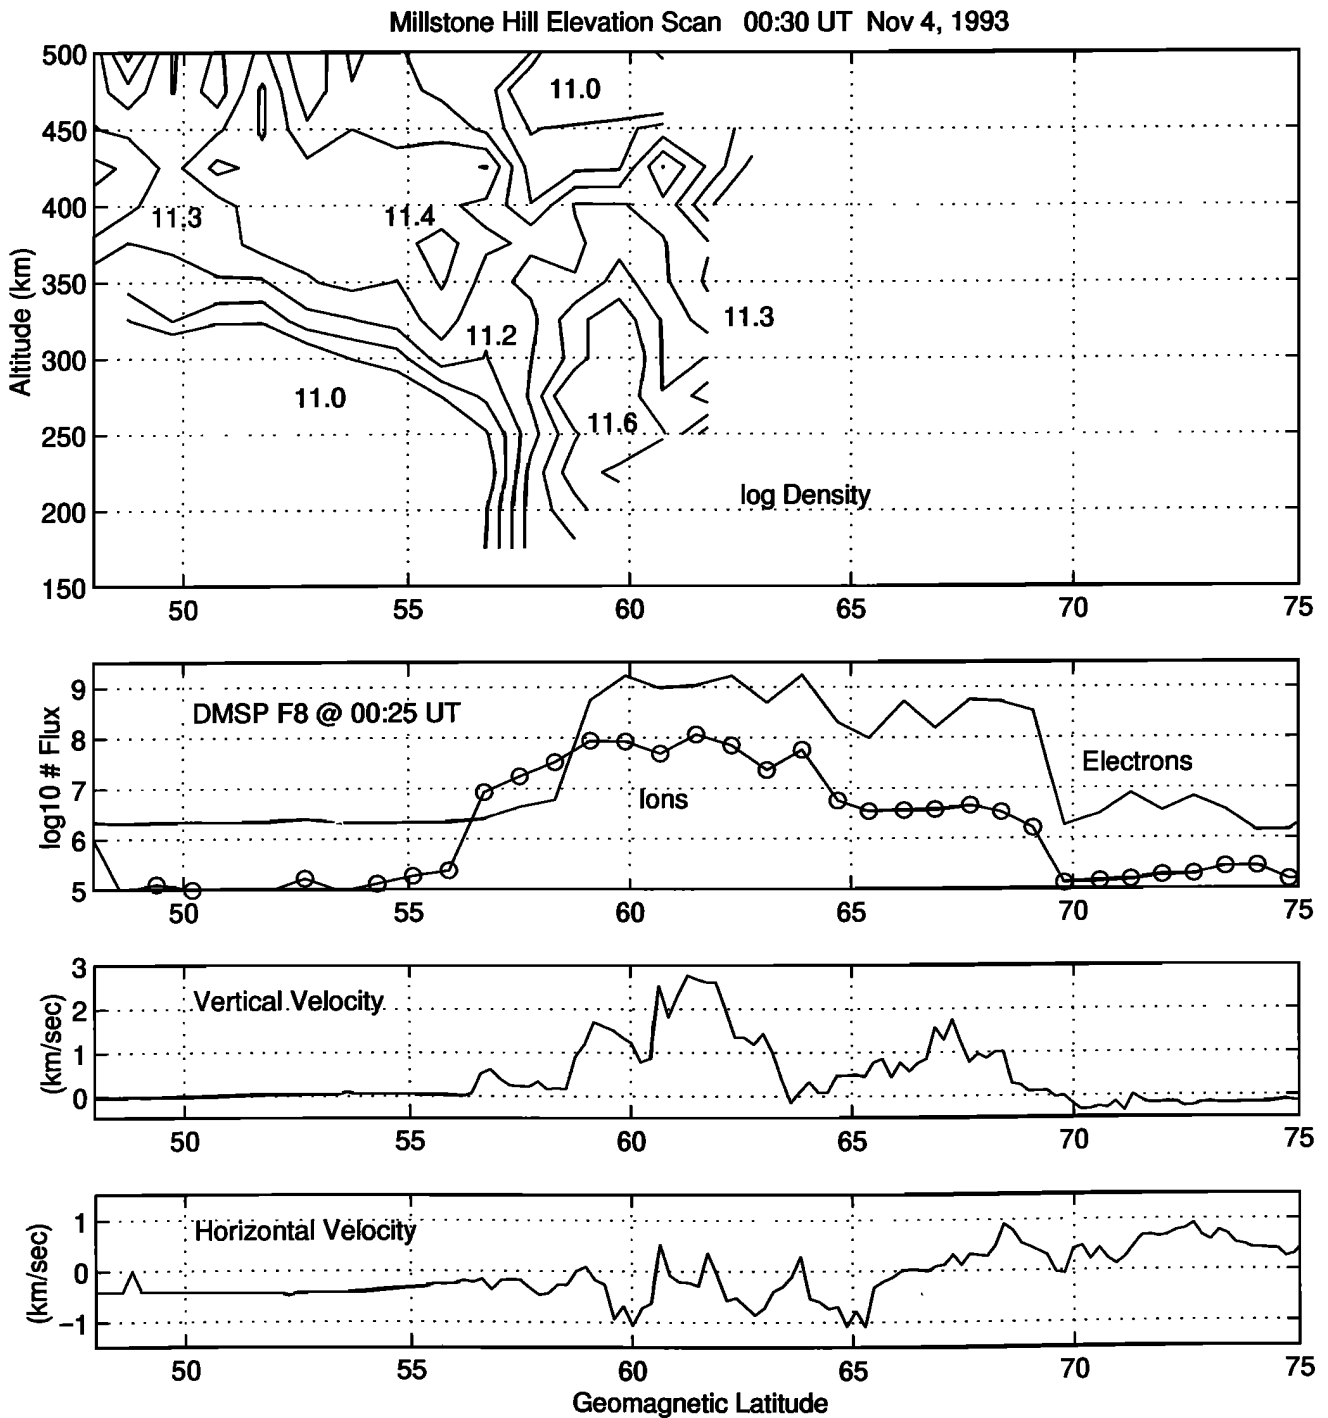 Millstone Hill Elevation Scan 00:30 UT Nov 4, 1993
500
450
400
350
300
250
200
150
Altitude (km)
11.0
11.3
11.4
11.2
11.3
11.0
11.6
log Density
50 55 60 65 70 75
9
8
7
6
5
log10 # Flux
DMSP F8 @ 00:25 UT
Electrons
Ions
50 55 60 65 70 75
3
2
1
0
(km/sec)
Vertical Velocity
50 55 60 65 70 75
1
0
−1
(km/sec)
Horizontal Velocity
50 55 60 65 70 75
Geomagnetic Latitude